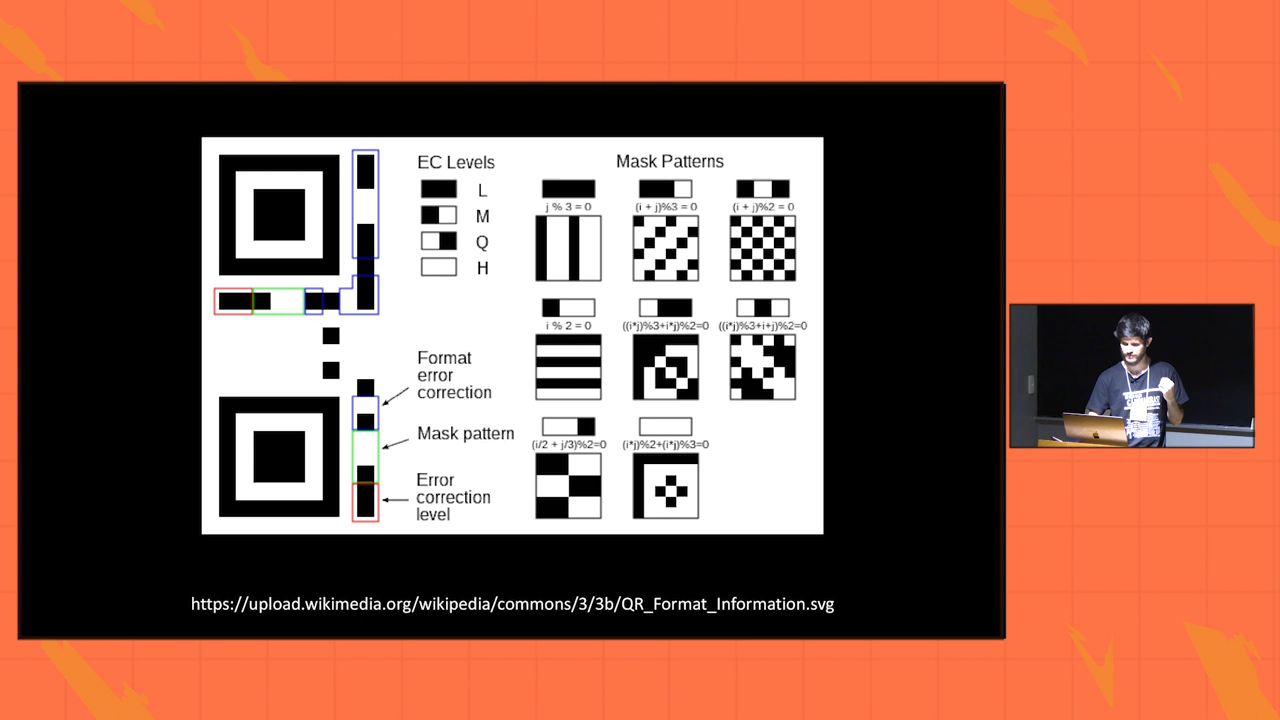 EC Levels
L
M
Q
H
Format
error
correction
Mask pattern
Error
correction
level
Mask Patterns
j % 3 = 0
(i + j)%3 = 0
(i + j)%2 = 0
i % 2 = 0
((i*j)%3+i*j)%2=0
((i*j)%3+i+j)%2=0
(i/2 + j/3)%2=0
(i*j)%2+(i*j)%3=0
https://upload.wikimedia.org/wikipedia/commons/3/3b/QR_Format_Information.svg